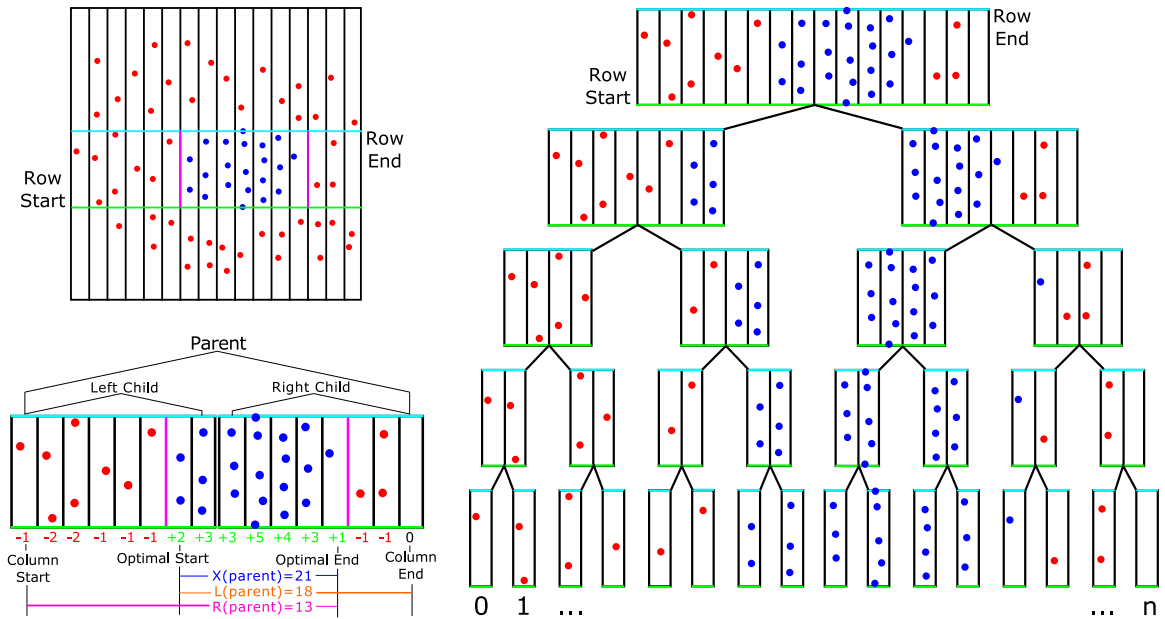 Row
End
Row
Start
Row
End
Row
Start
Parent
Left Child
Right Child
-1 -2 -2 -1 -1 -1 +2 +3 +3 +5 +4 +3 +1 -1 -1 0
Column
Start
Optimal Start
Optimal End
Column
End
X(parent)=21
L(parent)=18
R(parent)=13
0 1 ... ... n